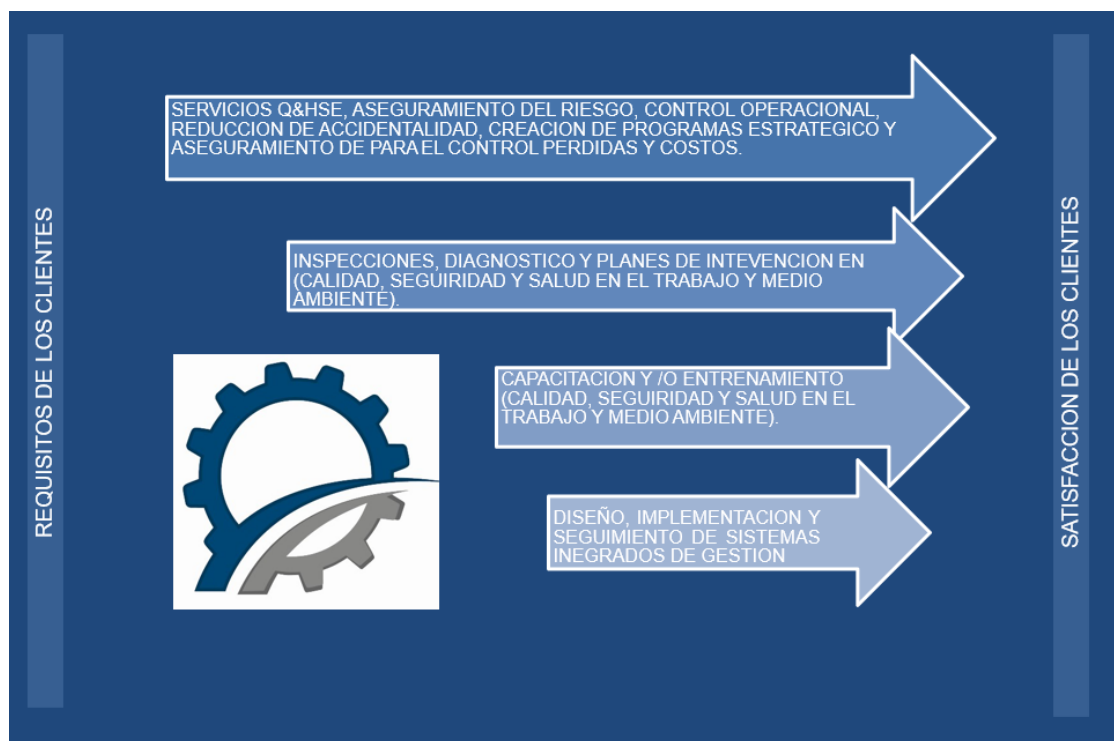 REQUISITOS DE LOS CLIENTES
SERVICIOS Q&HSE, ASEGURAMIENTO DEL RIESGO, CONTROL OPERACIONAL,
REDUCCION DE ACCIDENTALIDAD, CREACION DE PROGRAMAS ESTRATEGICO Y
ASEGURAMIENTO DE PARA EL CONTROL PERDIDAS Y COSTOS.
INSPECCIONES, DIAGNOSTICO Y PLANES DE INTEVENCION EN
(CALIDAD, SEGUIRIDAD Y SALUD EN EL TRABAJO Y MEDIO
AMBIENTE).
CAPACITACION Y /O ENTRENAMIENTO
(CALIDAD, SEGUIRIDAD Y SALUD EN EL
TRABAJO Y MEDIO AMBIENTE).
DISEÑO, IMPLEMENTACION Y
SEGUIMIENTO DE SISTEMAS
INEGRADOS DE GESTION
SATISFACCION DE LOS CLIENTES